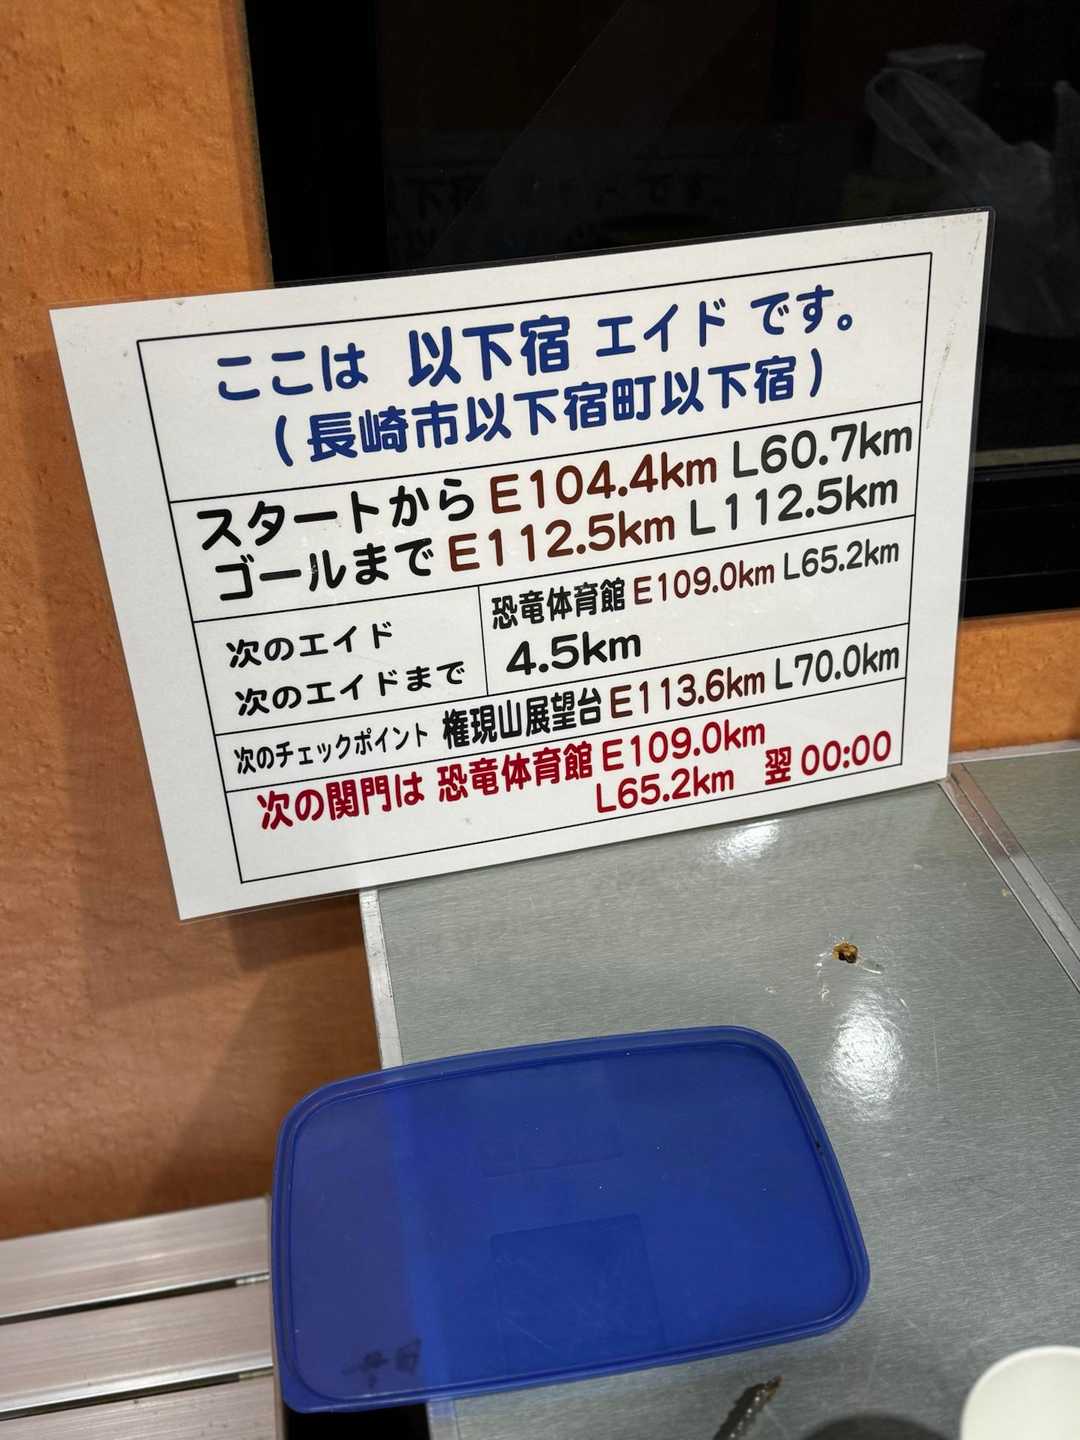 ここは 以下宿 エイド です。
(長崎市以下宿町以下宿)
スタートから E104.4km L60.7km
ゴールまで E112.5km L112.5km
次のエイド 恐竜体育館 E109.0km L65.2km
次のエイドまで 4.5km
次のチェックポイント 権現山展望台 E113.6km L70.0km
次の関門は 恐竜体育館 E109.0km
L65.2km 翌 00:00